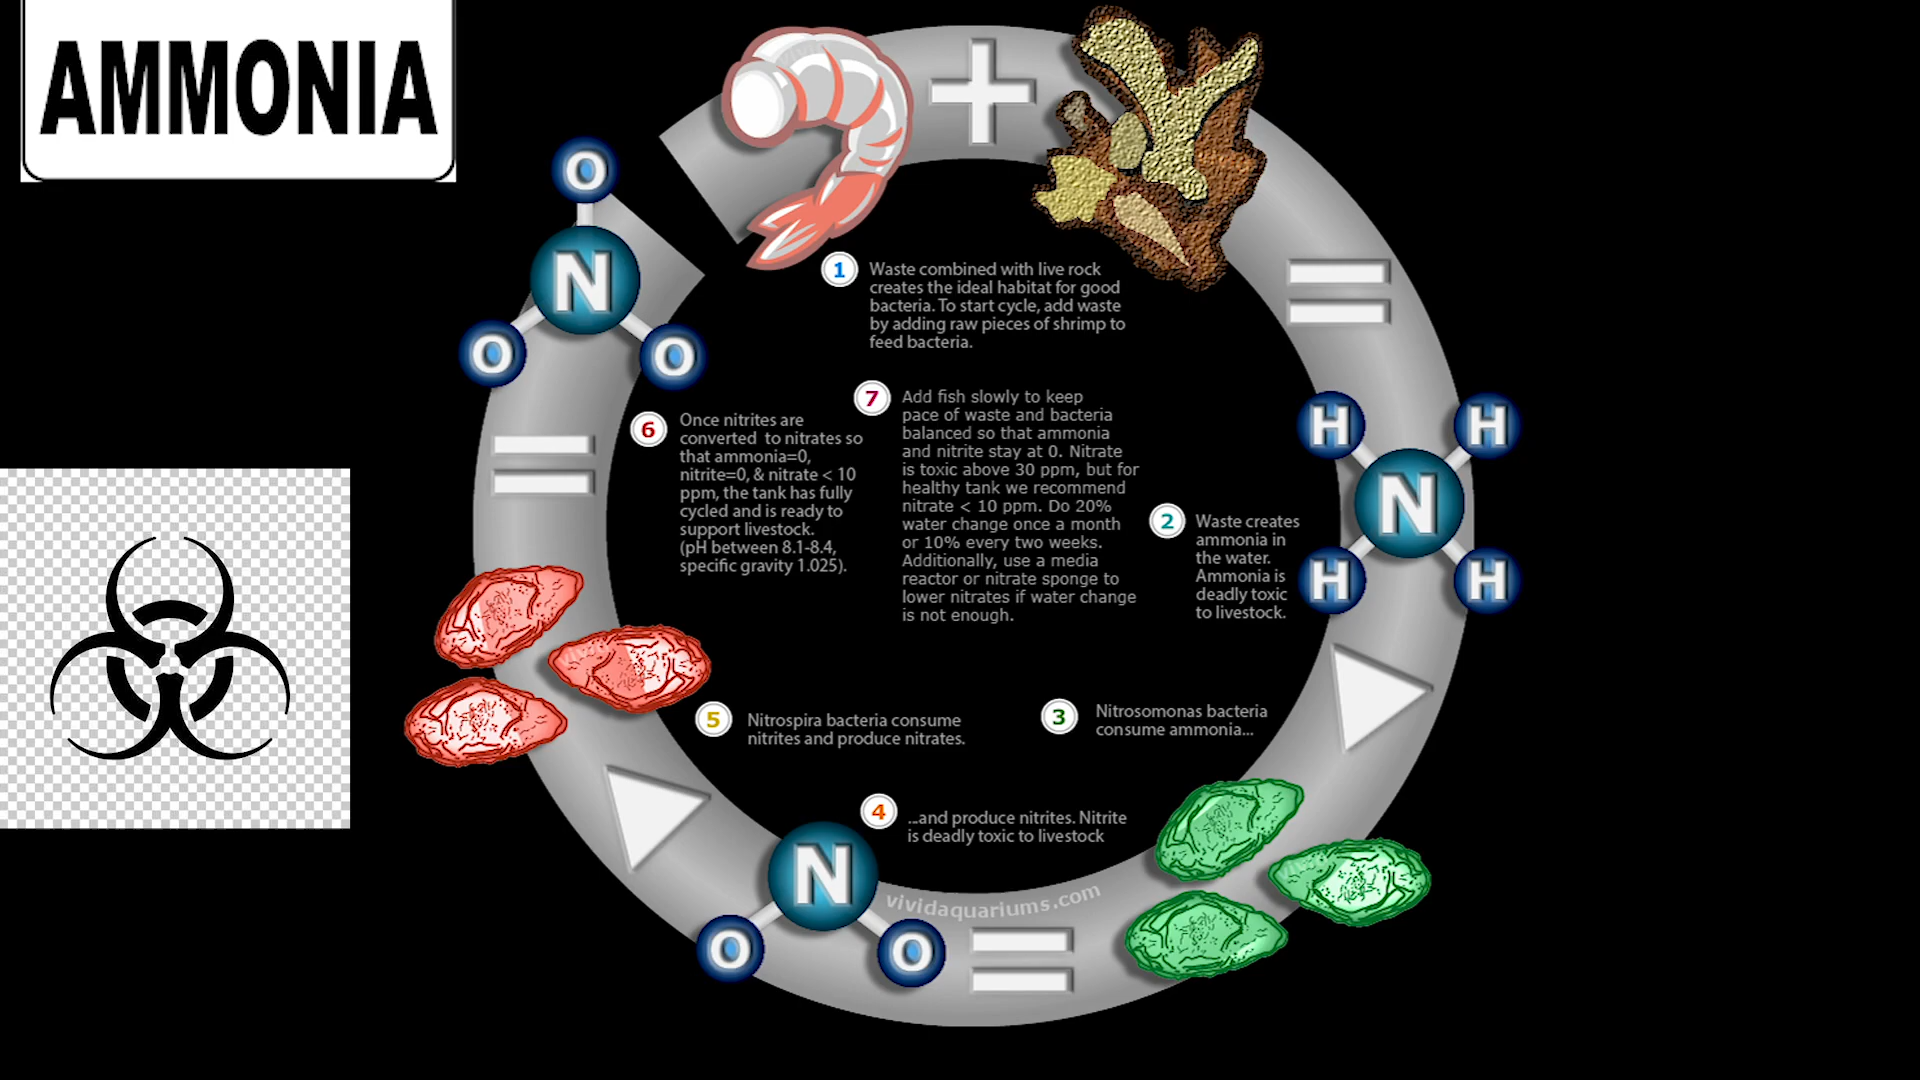 AMMONIA
1
Waste combined with live rock
creates the ideal habitat for good
bacteria. To start cycle, add waste
by adding raw pieces of shrimp to
feed bacteria.
O
N
O
O
H
H
N
H
H
2
Waste creates
ammonia in
the water.
Ammonia is
deadly toxic
to livestock.
3
Nitrosomonas bacteria
consume ammonia...
4
...and produce nitrites. Nitrite
is deadly toxic to livestock
N
O
O
vividaquariums.com
5
Nitrospira bacteria consume
nitrites and produce nitrates.
6
Once nitrites are
converted to nitrates so
that ammonia=0,
nitrite=0, & nitrate < 10
ppm, the tank has fully
cycled and is ready to
support livestock.
(pH between 8.1-8.4,
specific gravity 1.025).
7
Add fish slowly to keep
pace of waste and bacteria
balanced so that ammonia
and nitrite stay at 0. Nitrate
is toxic above 30 ppm, but for
healthy tank we recommend
nitrate < 10 ppm. Do 20%
water change once a month
or 10% every two weeks.
Additionally, use a media
reactor or nitrate sponge to
lower nitrates if water change
is not enough.